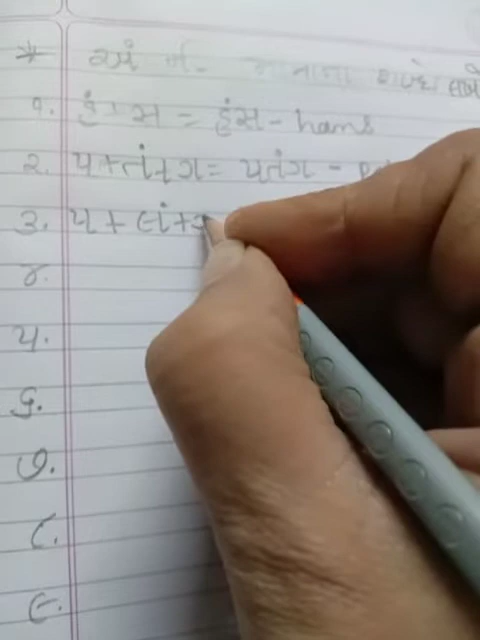 * અં
૧. હં+સ = હંસ - hans
૨. પ+તં+ગ = પતંગ -
૩. પ+લં+
૪.
૫.
૬.
૭.
૮.
૯.